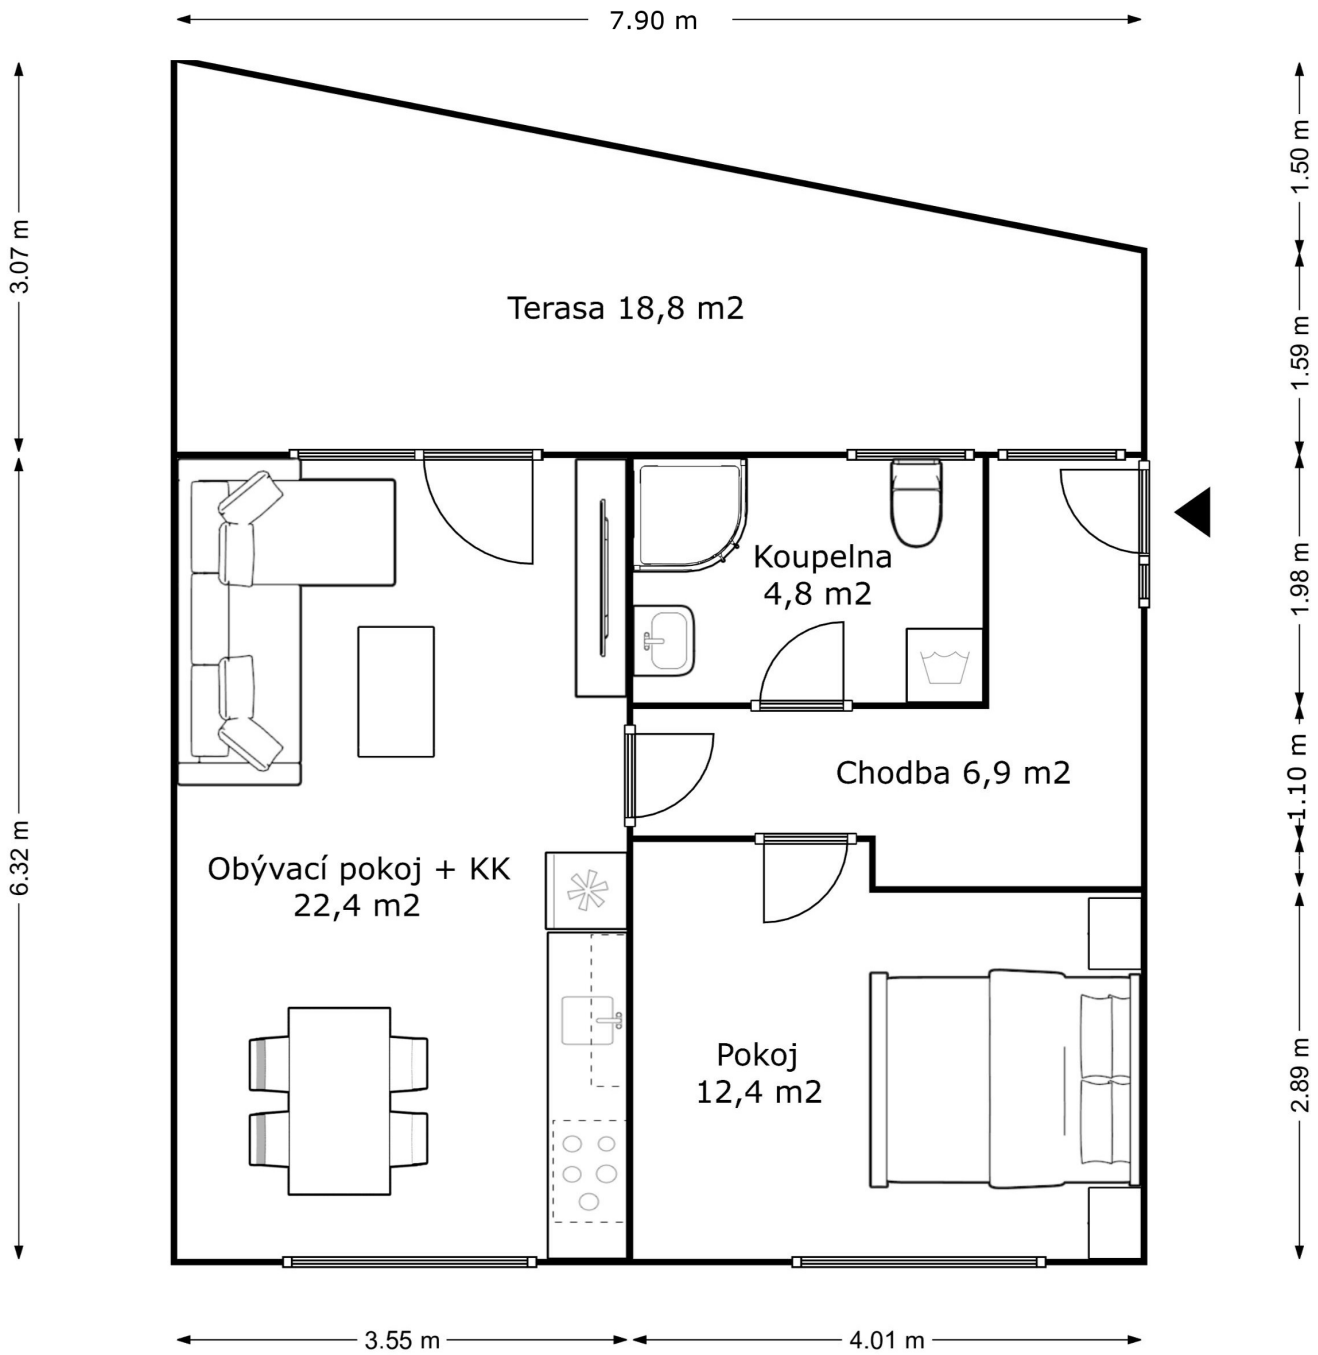 7.90 m
1.50 m
3.07 m
Terasa 18,8 m2
1.59 m
Koupelna
4,8 m2
1.98 m
Chodba 6,9 m2
1.10 m
Obývací pokoj + KK
22,4 m2
6.32 m
Pokoj
12,4 m2
2.89 m
3.55 m
4.01 m